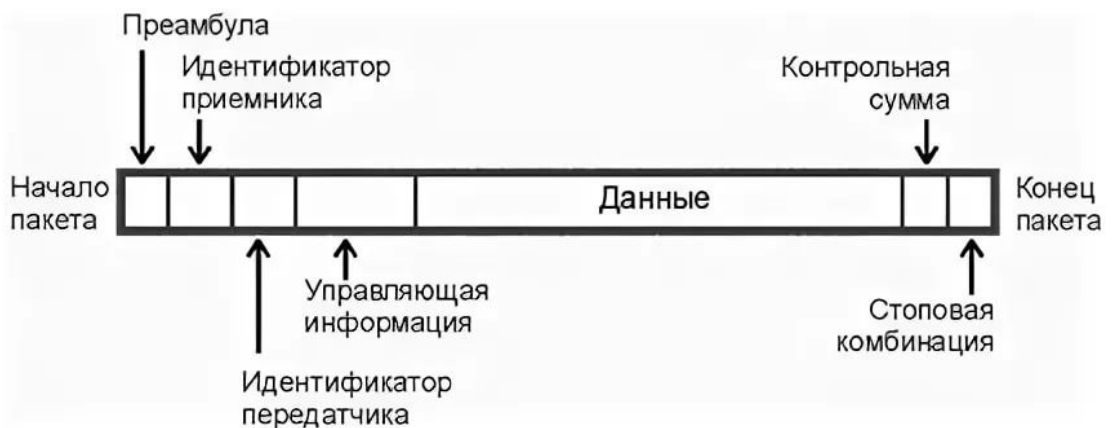 Преамбула
Идентификатор
приемника
Контрольная
сумма
Начало
пакета
Данные
Конец
пакета
Управляющая
информация
Стоповая
комбинация
Идентификатор
передатчика